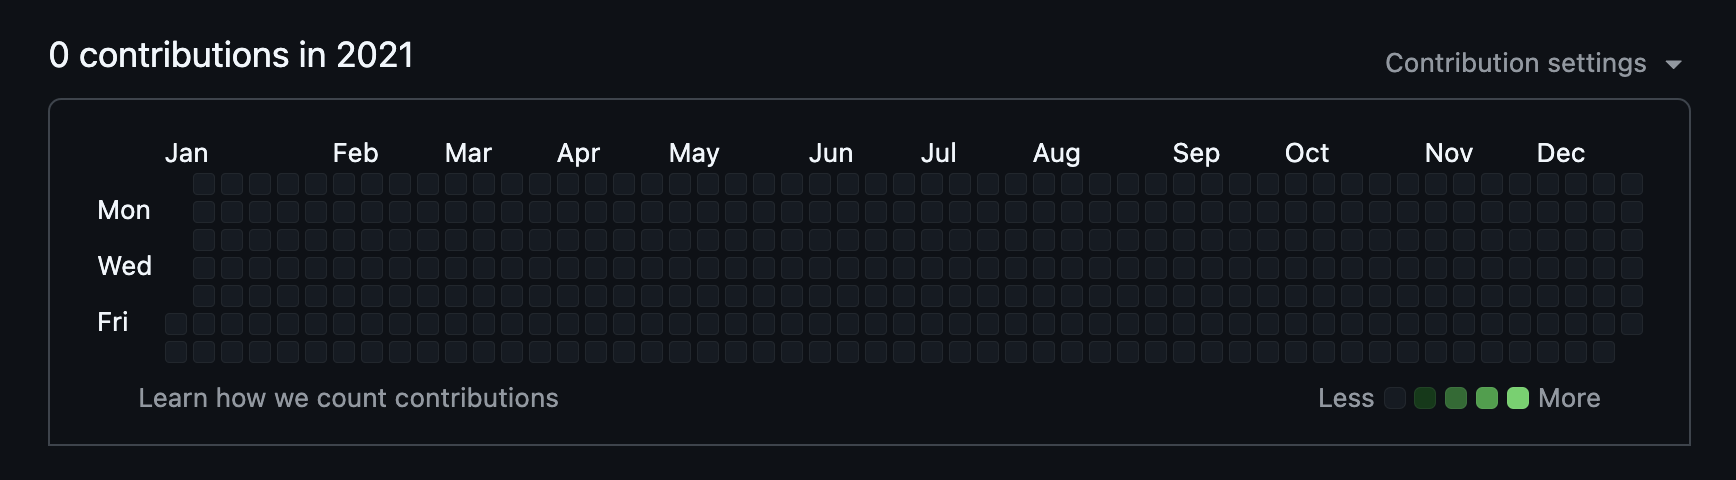 0 contributions in 2021
Contribution settings
Jan Feb Mar Apr May Jun Jul Aug Sep Oct Nov Dec
Mon
Wed
Fri
Learn how we count contributions
Less More